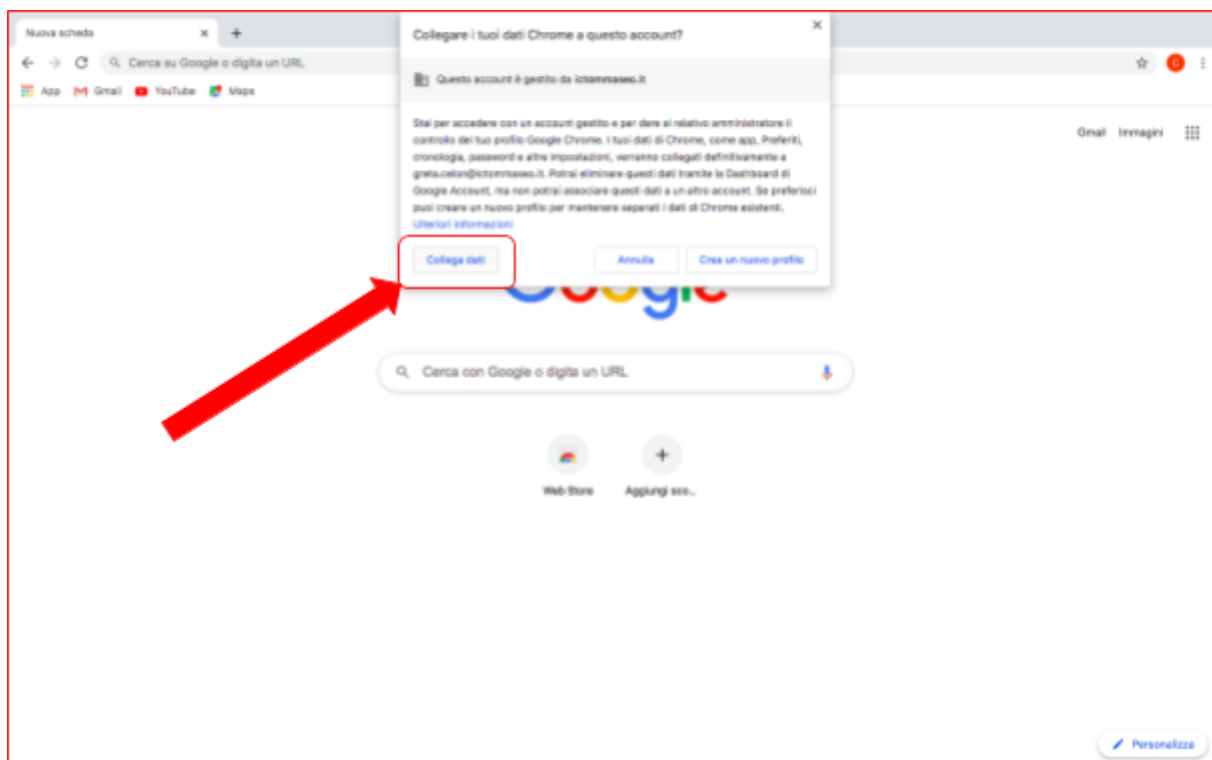 Nuova scheda
Cerca su Google o digita un URL
App Gmail YouTube Maps
Collegare i tuoi dati Chrome a questo account?
Questo account è gestito da ictommaseo.it
Stai per accedere con un account gestito e per dare al relativo amministratore il
controllo del tuo profilo Google Chrome. I tuoi dati di Chrome, come app, Preferiti,
cronologia, password e altre impostazioni, verranno collegati definitivamente a
greta.celon@ictommaseo.it. Potrai eliminare questi dati tramite la Dashboard di
Google Account, ma non potrai associare questi dati a un altro account. Se preferisci
puoi creare un nuovo profilo per mantenere separati i dati di Chrome esistenti.
Ulteriori informazioni
Collega dati Annulla Crea un nuovo profilo
Gmail Immagini
Google
Cerca con Google o digita un URL
Web Store Aggiungi sco...
Personalizza